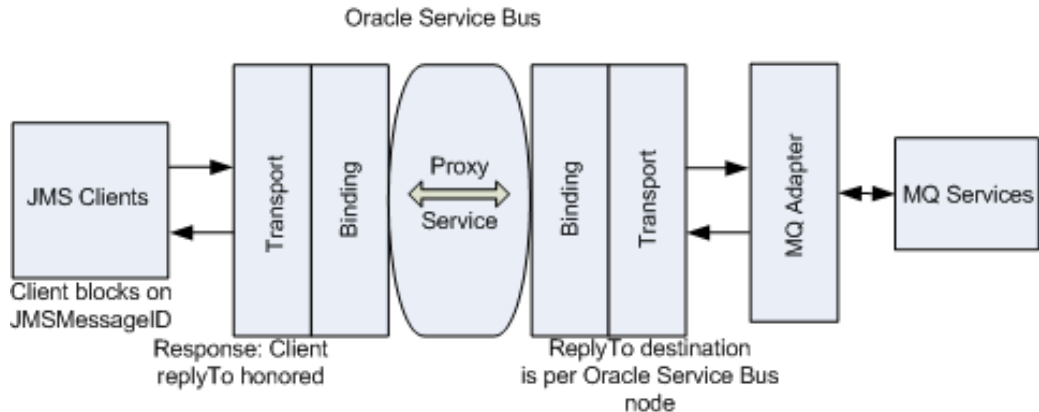 Oracle Service Bus
JMS Clients
Transport
Binding
Proxy
Service
Binding
Transport
MQ Adapter
MQ Services
Client blocks on
JMSMessageID
Response: Client
replyTo honored
ReplyTo destination
is per Oracle Service Bus
node